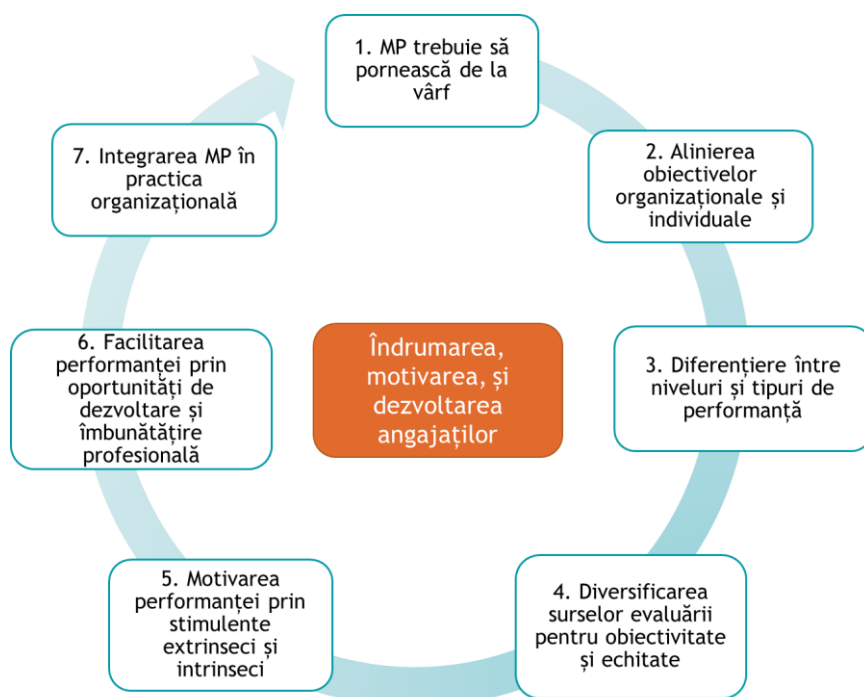 1. MP trebuie să
pornească de la
vârf
2. Alinierea
obiectivelor
organizaționale și
individuale
3. Diferențiere între
niveluri și tipuri de
performanță
4. Diversificarea
surselor evaluării
pentru obiectivitate
și echitate
5. Motivarea
performanței prin
stimulente
extrinseci și
intrinseci
6. Facilitarea
performanței prin
oportunități de
dezvoltare și
îmbunătățire
profesională
7. Integrarea MP în
practica
organizațională
Îndrumarea,
motivarea, și
dezvoltarea
angajaților